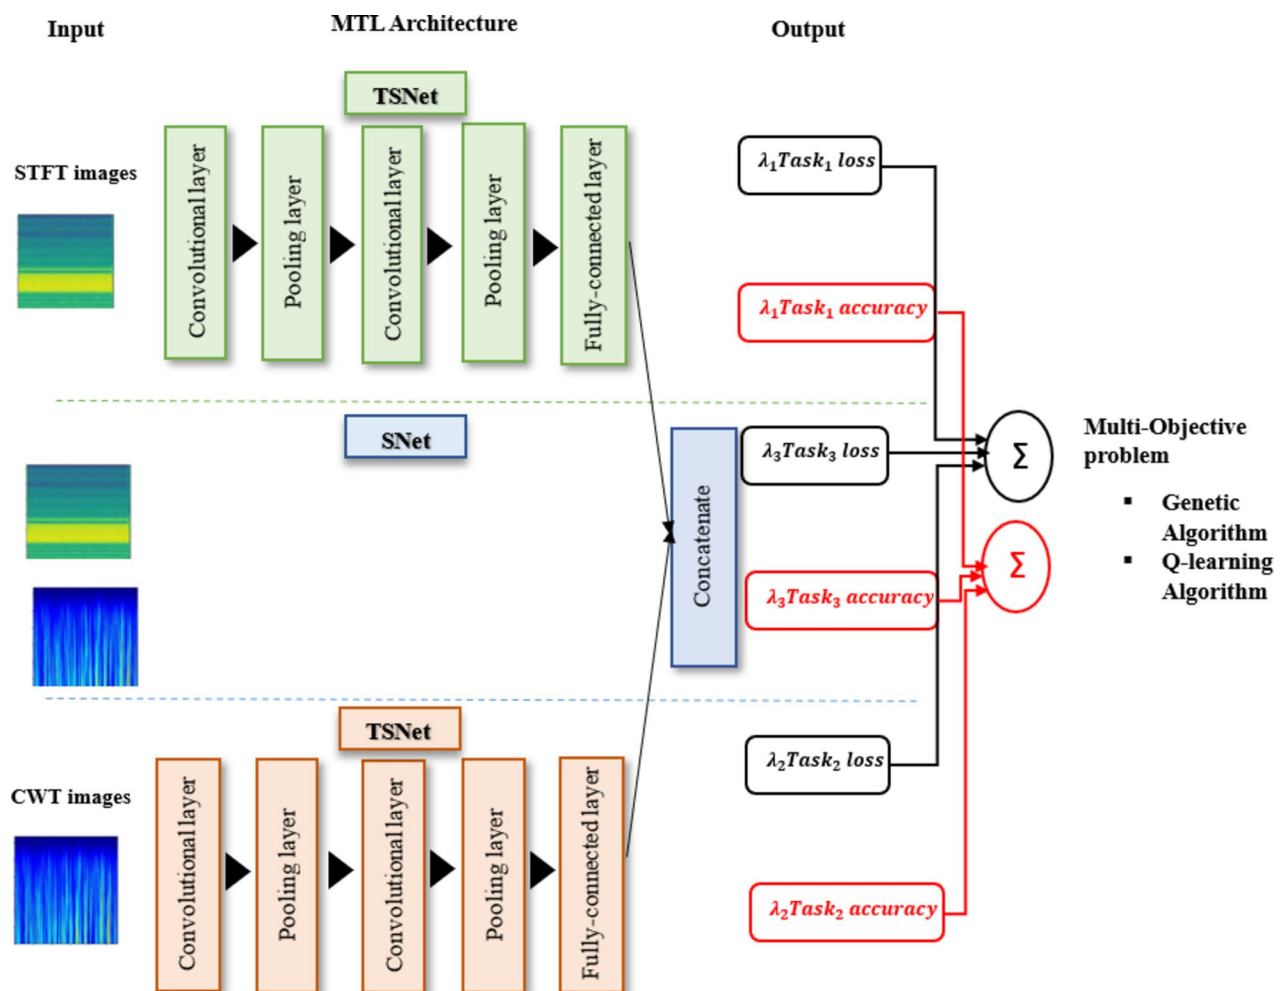 Input
MTL Architecture
Output
TSNet
STFT images
Convolutional layer
Pooling layer
Convolutional layer
Pooling layer
Fully-connected layer
λ₁Task₁ loss
λ₁Task₁ accuracy
SNet
Concatenate
λ₃Task₃ loss
λ₃Task₃ accuracy
Σ
Σ
Multi-Objective
problem
▪ Genetic
Algorithm
▪ Q-learning
Algorithm
TSNet
CWT images
Convolutional layer
Pooling layer
Convolutional layer
Pooling layer
Fully-connected layer
λ₂Task₂ loss
λ₂Task₂ accuracy